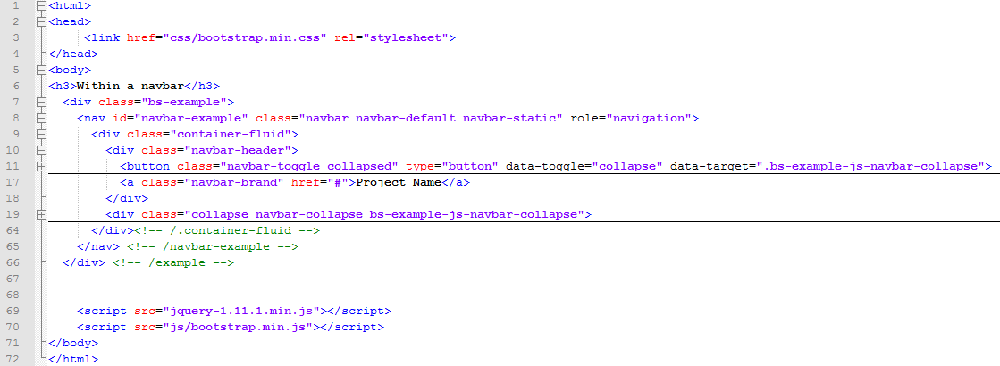 1 <html>
2 <head>
3 <link href="css/bootstrap.min.css" rel="stylesheet">
4 </head>
5 <body>
6 <h3>Within a navbar</h3>
7 <div class="bs-example">
8 <nav id="navbar-example" class="navbar navbar-default navbar-static" role="navigation">
9 <div class="container-fluid">
10 <div class="navbar-header">
11 <button class="navbar-toggle collapsed" type="button" data-toggle="collapse" data-target=".bs-example-js-navbar-collapse">
17 <a class="navbar-brand" href="#">Project Name</a>
18 </div>
19 <div class="collapse navbar-collapse bs-example-js-navbar-collapse">
64 </div><!-- /.container-fluid -->
65 </nav> <!-- /navbar-example -->
66 </div> <!-- /example -->
67
68
69 <script src="jquery-1.11.1.min.js"></script>
70 <script src="js/bootstrap.min.js"></script>
71 </body>
72 </html>